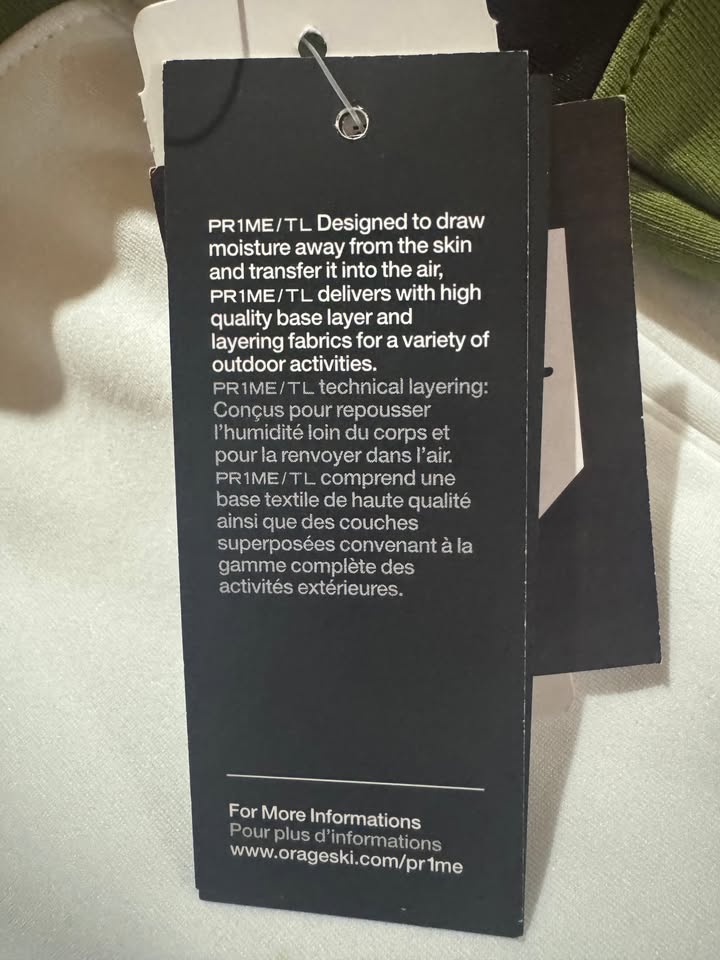 PR1ME/TL Designed to draw
moisture away from the skin
and transfer it into the air,
PR1ME/TL delivers with high
quality base layer and
layering fabrics for a variety of
outdoor activities.
PR1ME/TL technical layering:
Conçus pour repousser
l'humidité loin du corps et
pour la renvoyer dans l'air.
PR1ME/TL comprend une
base textile de haute qualité
ainsi que des couches
superposées convenant à la
gamme complète des
activités extérieures.
For More Informations
Pour plus d'informations
www.orageski.com/pr1me